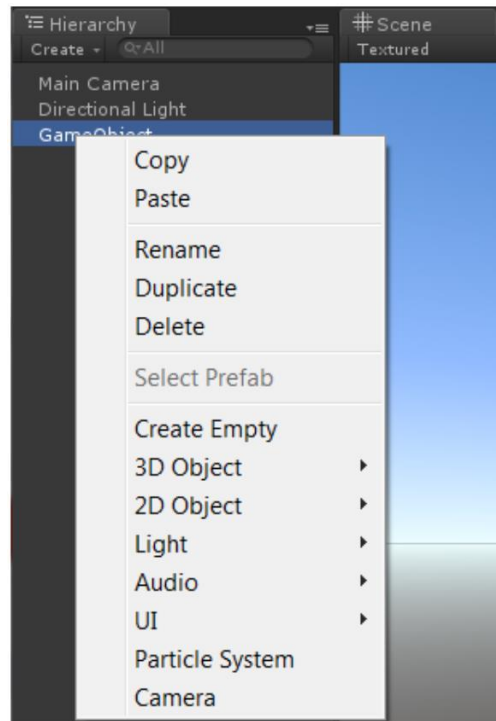 Hierarchy
Create
All
Main Camera
Directional Light
GameObject
Copy
Paste
Rename
Duplicate
Delete
Select Prefab
Create Empty
3D Object
2D Object
Light
Audio
UI
Particle System
Camera
Scene
Textured